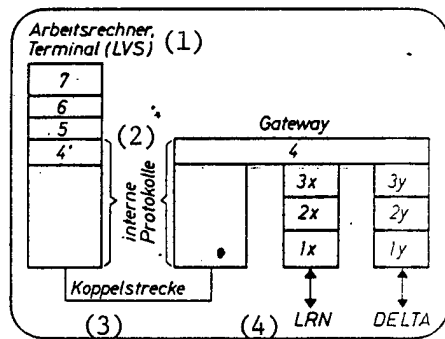 Arbeitsrechner, (1)
Terminal (LVS)
7
6
5
(2)
4'
interne
Protokolle
Gateway
4
3x
3y
2x
2y
1x
1y
Koppelstrecke
(3)
(4)
LRN
DELTA